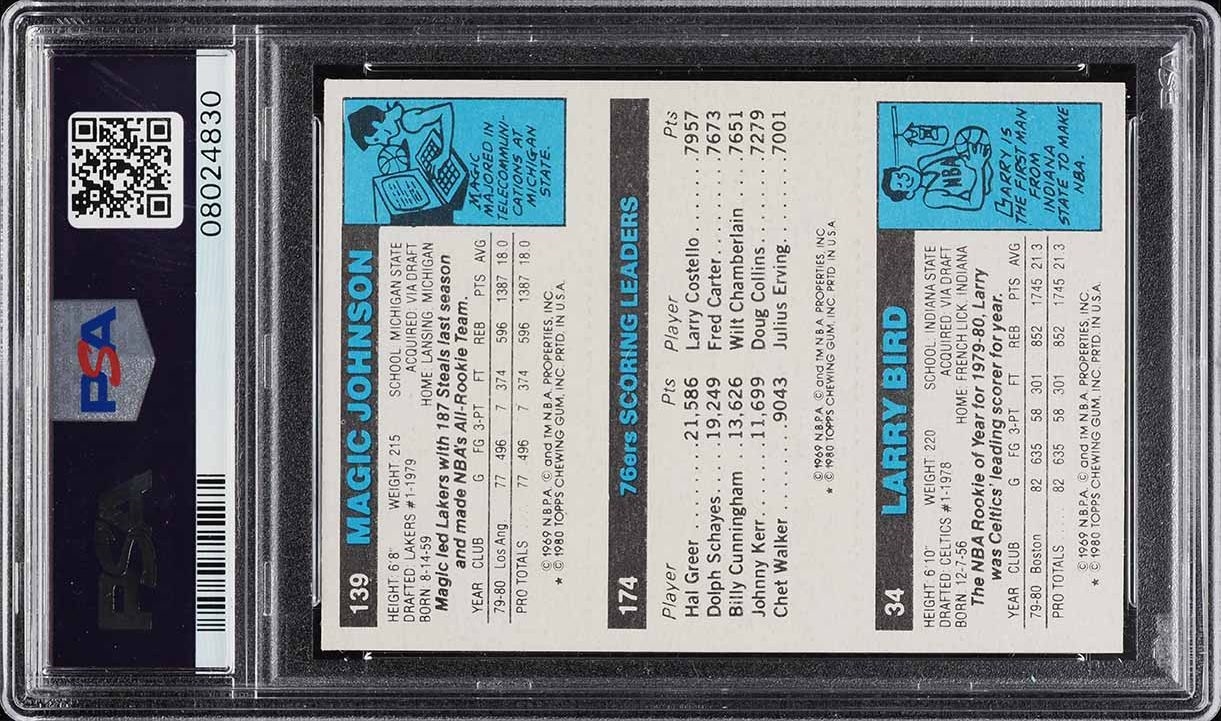 PSA
08024830
PSA
139 MAGIC JOHNSON
HEIGHT: 6'8" WEIGHT: 215 SCHOOL: MICHIGAN STATE
DRAFTED: LAKERS #1-1979 ACQUIRED: VIA DRAFT
BORN: 8-14-59 HOME: LANSING, MICHIGAN
Magic led Lakers with 187 Steals last season
and made NBA's All-Rookie Team.
YEAR CLUB G FG 3-PT FT REB PTS AVG
79-80 Los Ang 77 496 7 374 596 1387 18.0
PRO TOTALS 77 496 7 374 596 1387 18.0
© 1969 N.B.P.A. © and TM N.B.A. PROPERTIES, INC.
★ © 1980 TOPPS CHEWING GUM, INC. PRTD. IN U.S.A.
MAGIC
MAJORED IN
TELECOMMUNI-
CATIONS AT
MICHIGAN
STATE.
174 76ers SCORING LEADERS
Player Pts Player Pts
Hal Greer ......21,586 Larry Costello......7957
Dolph Schayes....19,249 Fred Carter........7673
Billy Cunningham .13,626 Wilt Chamberlain ..7651
Johnny Kerr.....11,699 Doug Collins.......7279
Chet Walker......9043 Julius Erving......7001
© 1969 N.B.P.A. © and TM N.B.A. PROPERTIES, INC.
★ © 1980 TOPPS CHEWING GUM, INC. PRTD. IN U.S.A.
34 LARRY BIRD
HEIGHT: 6'10" WEIGHT: 220 SCHOOL: INDIANA STATE
DRAFTED: CELTICS #1-1978 ACQUIRED: VIA DRAFT
BORN: 12-7-56 HOME: FRENCH LICK, INDIANA
The NBA Rookie of Year for 1979-80, Larry
was Celtics' leading scorer for year.
YEAR CLUB G FG 3-PT FT REB PTS AVG
79-80 Boston 82 635 58 301 852 1745 21.3
PRO TOTALS 82 635 58 301 852 1745 21.3
© 1969 N.B.P.A. © and TM N.B.A. PROPERTIES, INC.
★ © 1980 TOPPS CHEWING GUM, INC. PRTD. IN U.S.A.
NBA
LARRY IS
THE FIRST MAN
FROM
INDIANA
STATE TO MAKE
NBA.
PSA